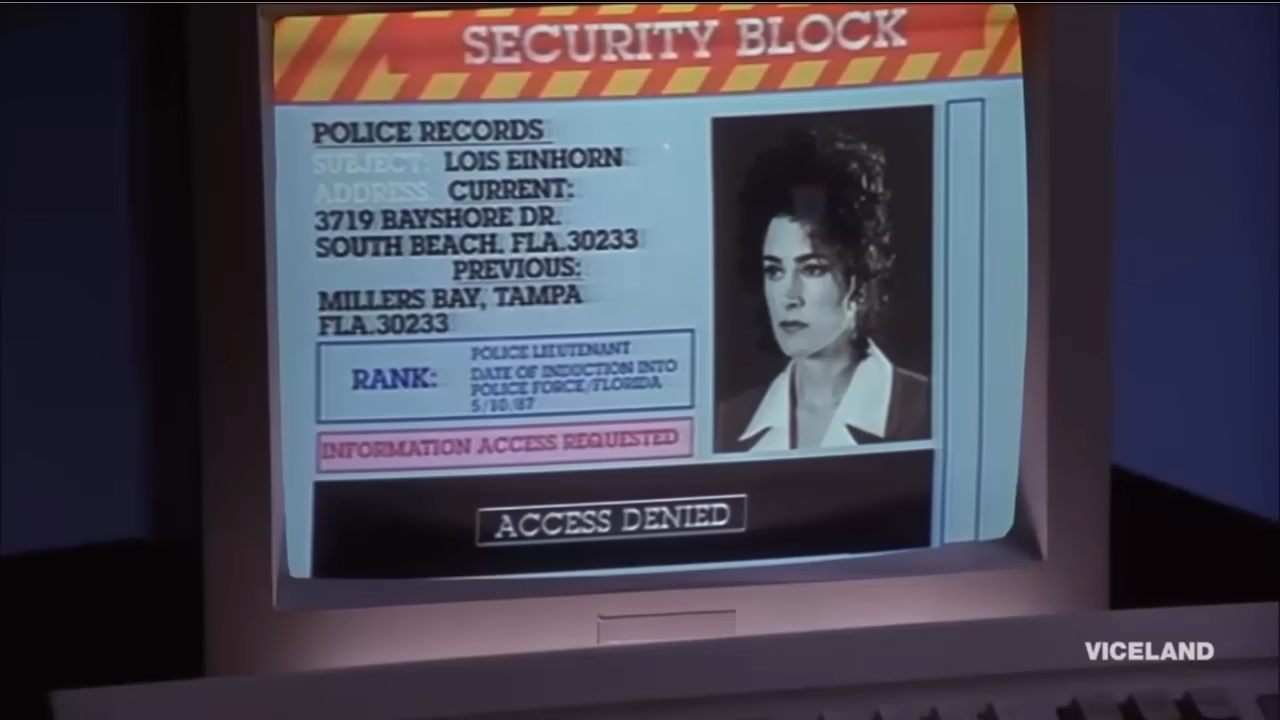 SECURITY BLOCK
POLICE RECORDS
SUBJECT: LOIS EINHORN
ADDRESS: CURRENT:
3719 BAYSHORE DR.
SOUTH BEACH, FLA.30233
PREVIOUS:
MILLERS BAY, TAMPA
FLA.30233
RANK: POLICE LIEUTENANT
DATE OF INDUCTION INTO
POLICE FORCE/FLORIDA
5/10/87
INFORMATION ACCESS REQUESTED
ACCESS DENIED
VICELAND